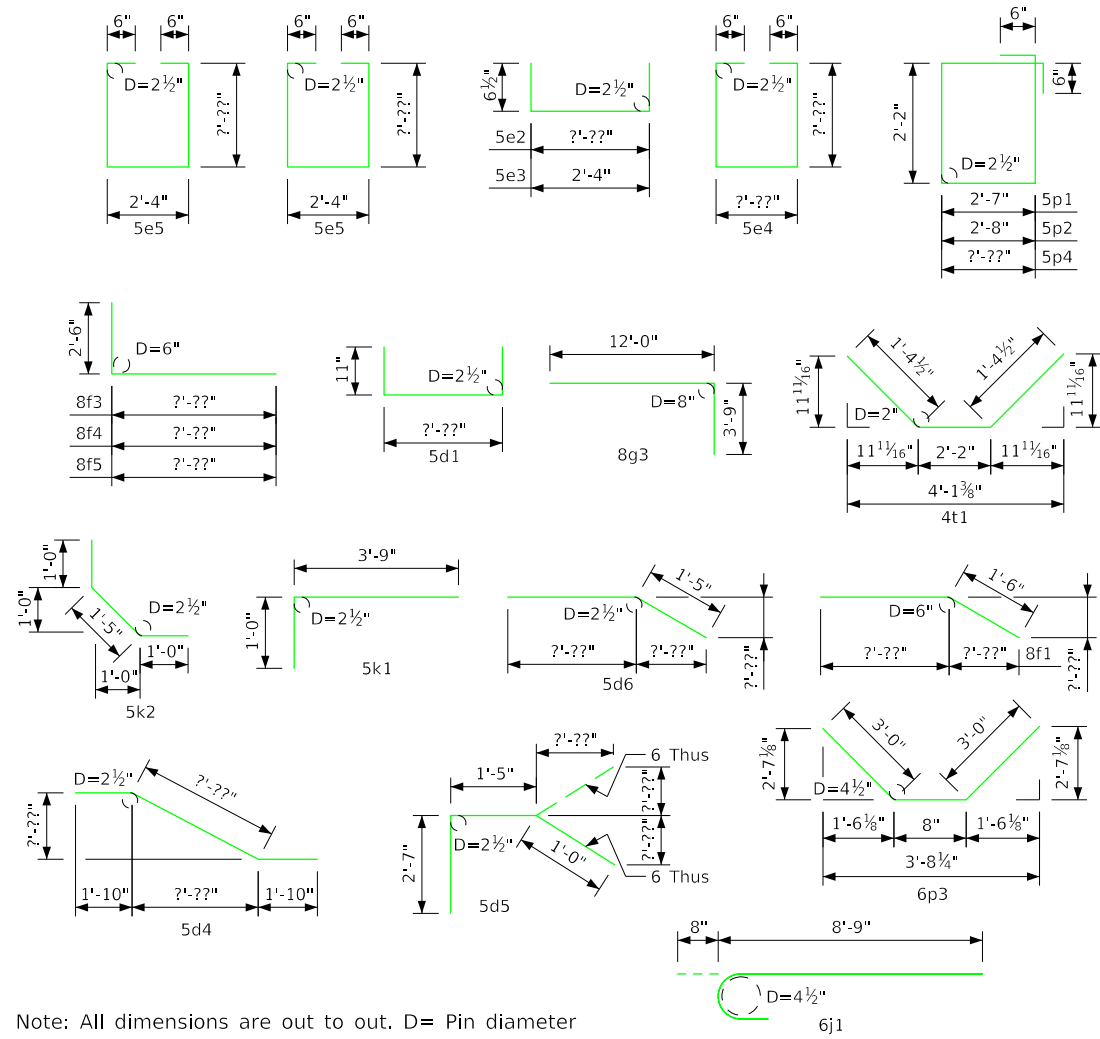 6" 6"
D=2½"
?'-??"
2'-4"
5e5
6" 6"
D=2½"
?'-??"
2'-4"
5e5
6½"
D=2½"
5e2 ?'-??"
5e3 2'-4"
6" 6"
D=2½"
?'-??"
?'-??"
5e4
6"
6"
2'-2"
D=2½"
2'-7" 5p1
2'-8" 5p2
?'-??" 5p4
2'-6"
D=6"
8f3 ?'-??"
8f4 ?'-??"
8f5 ?'-??"
11"
D=2½"
?'-??"
5d1
12'-0"
D=8"
3'-9"
8g3
1'-4½" 1'-4½"
11¹¹⁄₁₆" 11¹¹⁄₁₆"
D=2"
11¹¹⁄₁₆" 2'-2" 11¹¹⁄₁₆"
4'-1⅜"
4t1
1'-0"
1'-0"
D=2½"
1'-5"
1'-0"
1'-0"
5k2
3'-9"
D=2½"
1'-0"
5k1
1'-5"
D=2½"
?'-??" ?'-??"
?'-??"
5d6
1'-6"
D=6"
?'-??" ?'-??"
8f1
?'-??"
D=2½"
?'-??"
?'-??"
1'-10" ?'-??" 1'-10"
5d4
?'-??"
1'-5"
6 Thus
?'-??"
D=2½"
?'-??"
2'-7"
1'-0"
6 Thus
5d5
3'-0" 3'-0"
2'-7⅛" 2'-7⅛"
D=4½"
1'-6⅛" 8" 1'-6⅛"
3'-8¼"
6p3
8" 8'-9"
D=4½"
6j1
Note: All dimensions are out to out. D= Pin diameter